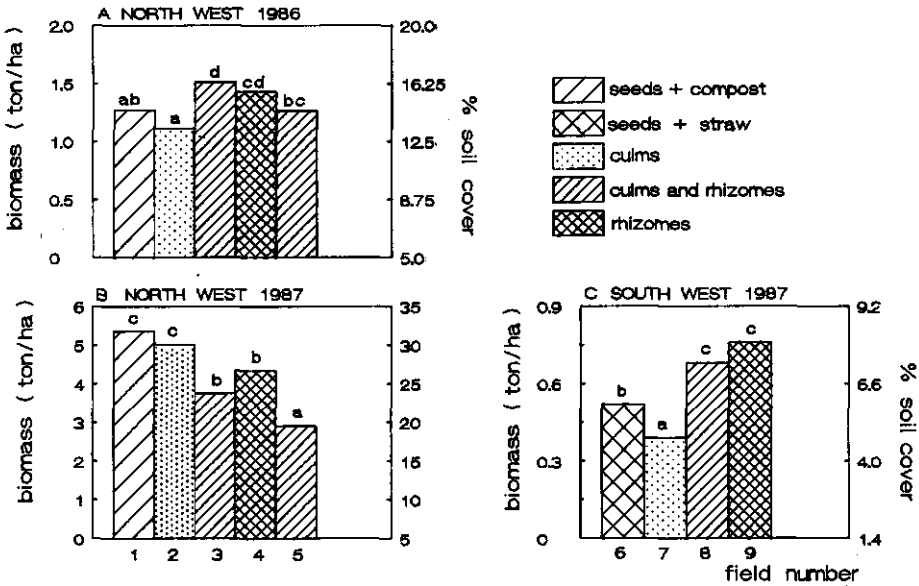 A NORTH WEST 1986
biomass (ton/ha)
2.0
1.5
1.0
0.5
0
ab
a
d
cd
bc
20.0
16.25
12.5
8.75
5.0
% soil cover
seeds + compost
seeds + straw
culms
culms and rhizomes
rhizomes
B NORTH WEST 1987
biomass (ton/ha)
6
5
4
3
2
1
0
c
c
b
b
a
35
30
25
20
15
10
5
1 2 3 4 5
C SOUTH WEST 1987
biomass (ton/ha)
0.9
0.6
0.3
0
b
a
c
c
9.2
6.6
4.0
1.4
% soil cover
6 7 8 9
field number